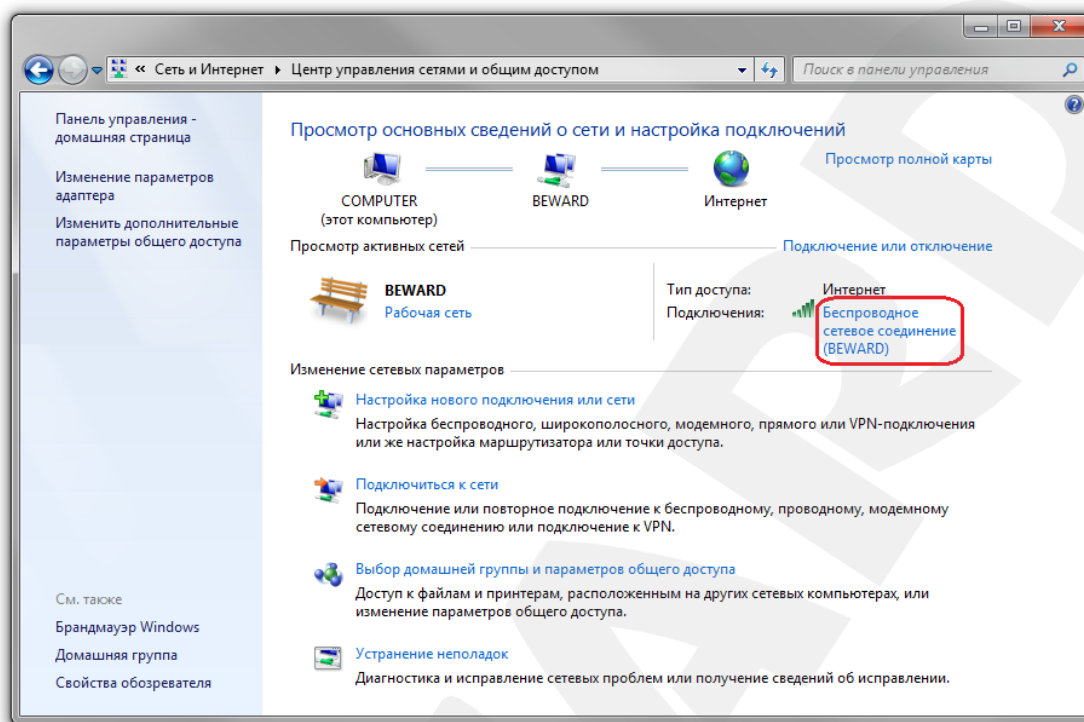 « Сеть и Интернет ▸ Центр управления сетями и общим доступом
Поиск в панели управления
Панель управления -
домашняя страница
Изменение параметров
адаптера
Изменить дополнительные
параметры общего доступа
Просмотр основных сведений о сети и настройка подключений
Просмотр полной карты
COMPUTER
(этот компьютер)
BEWARD
Интернет
Просмотр активных сетей
Подключение или отключение
BEWARD
Рабочая сеть
Тип доступа: Интернет
Подключения: Беспроводное
сетевое соединение
(BEWARD)
Изменение сетевых параметров
Настройка нового подключения или сети
Настройка беспроводного, широкополосного, модемного, прямого или VPN-подключения
или же настройка маршрутизатора или точки доступа.
Подключиться к сети
Подключение или повторное подключение к беспроводному, проводному, модемному
сетевому соединению или подключение к VPN.
Выбор домашней группы и параметров общего доступа
Доступ к файлам и принтерам, расположенным на других сетевых компьютерах, или
изменение параметров общего доступа.
Устранение неполадок
Диагностика и исправление сетевых проблем или получение сведений об исправлении.
См. также
Брандмауэр Windows
Домашняя группа
Свойства обозревателя